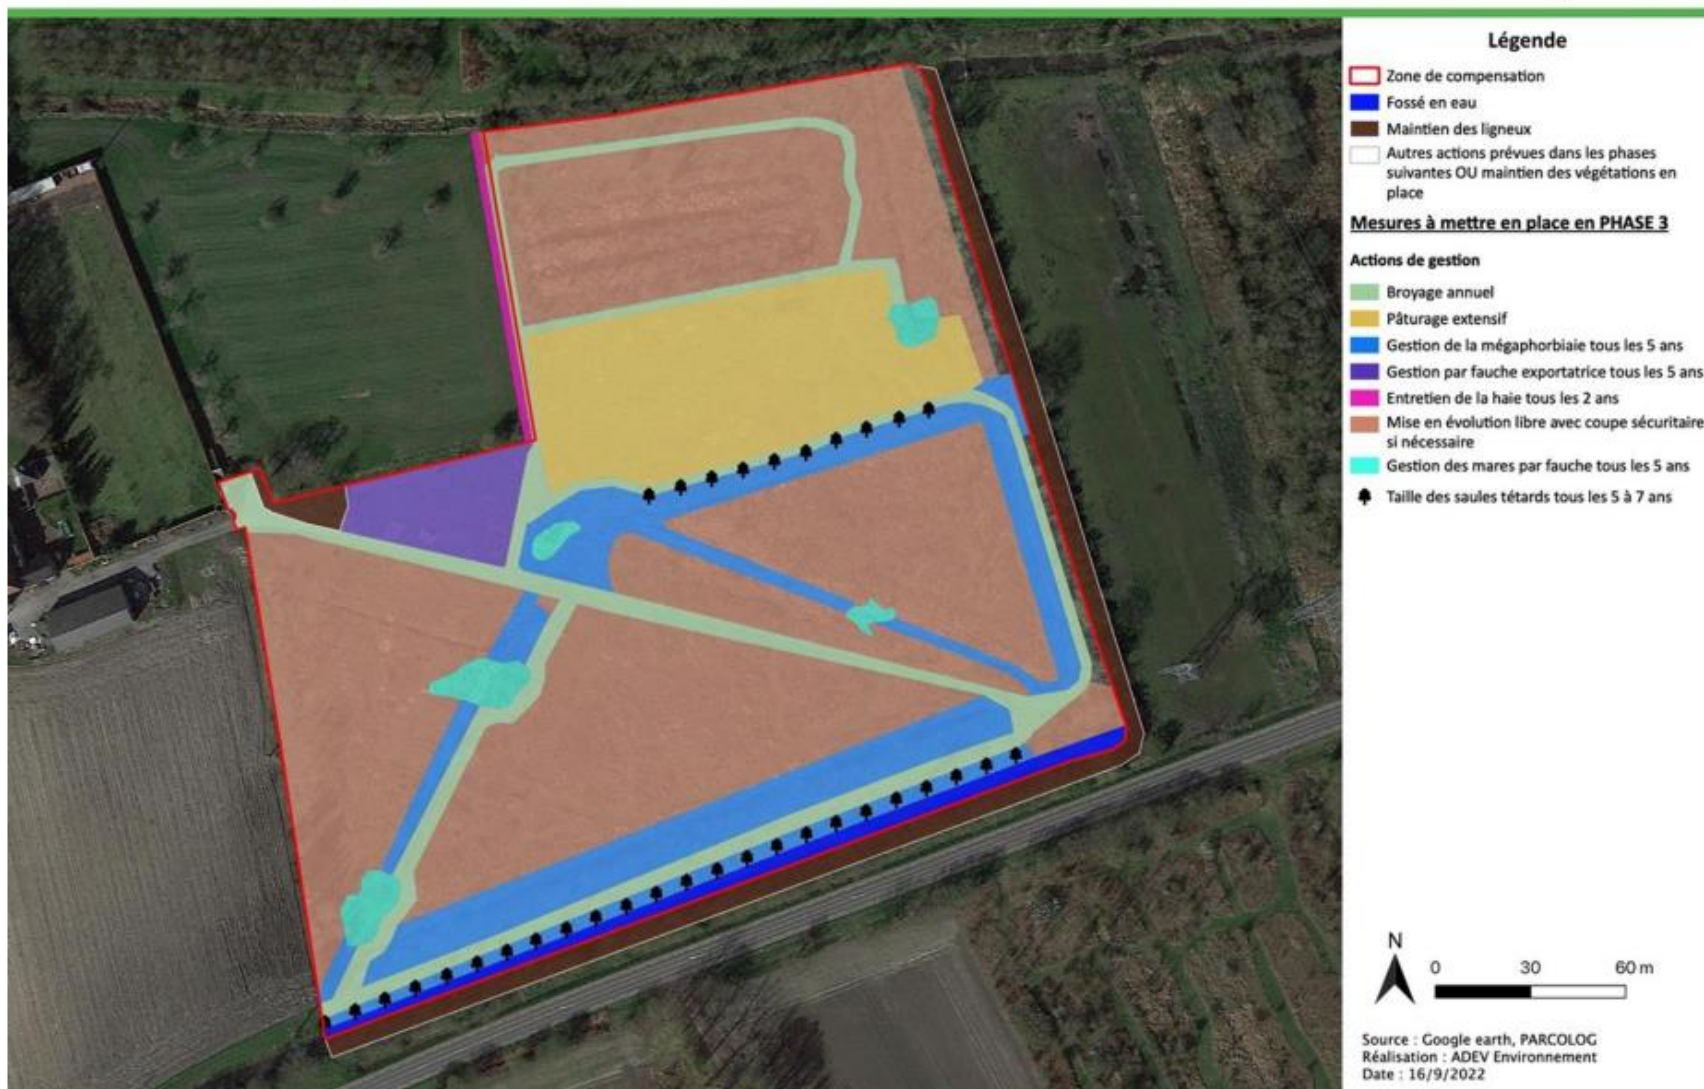 Légende
Zone de compensation
Fossé en eau
Maintien des ligneux
Autres actions prévues dans les phases
suivantes OU maintien des végétations en
place
Mesures à mettre en place en PHASE 3
Actions de gestion
Broyage annuel
Pâturage extensif
Gestion de la mégaphorbiaie tous les 5 ans
Gestion par fauche exportatrice tous les 5 ans
Entretien de la haie tous les 2 ans
Mise en évolution libre avec coupe sécuritaire
si nécessaire
Gestion des mares par fauche tous les 5 ans
Taille des saules tétards tous les 5 à 7 ans
N
0 30 60 m
Source : Google earth, PARCOLOG
Réalisation : ADEV Environnement
Date : 16/9/2022